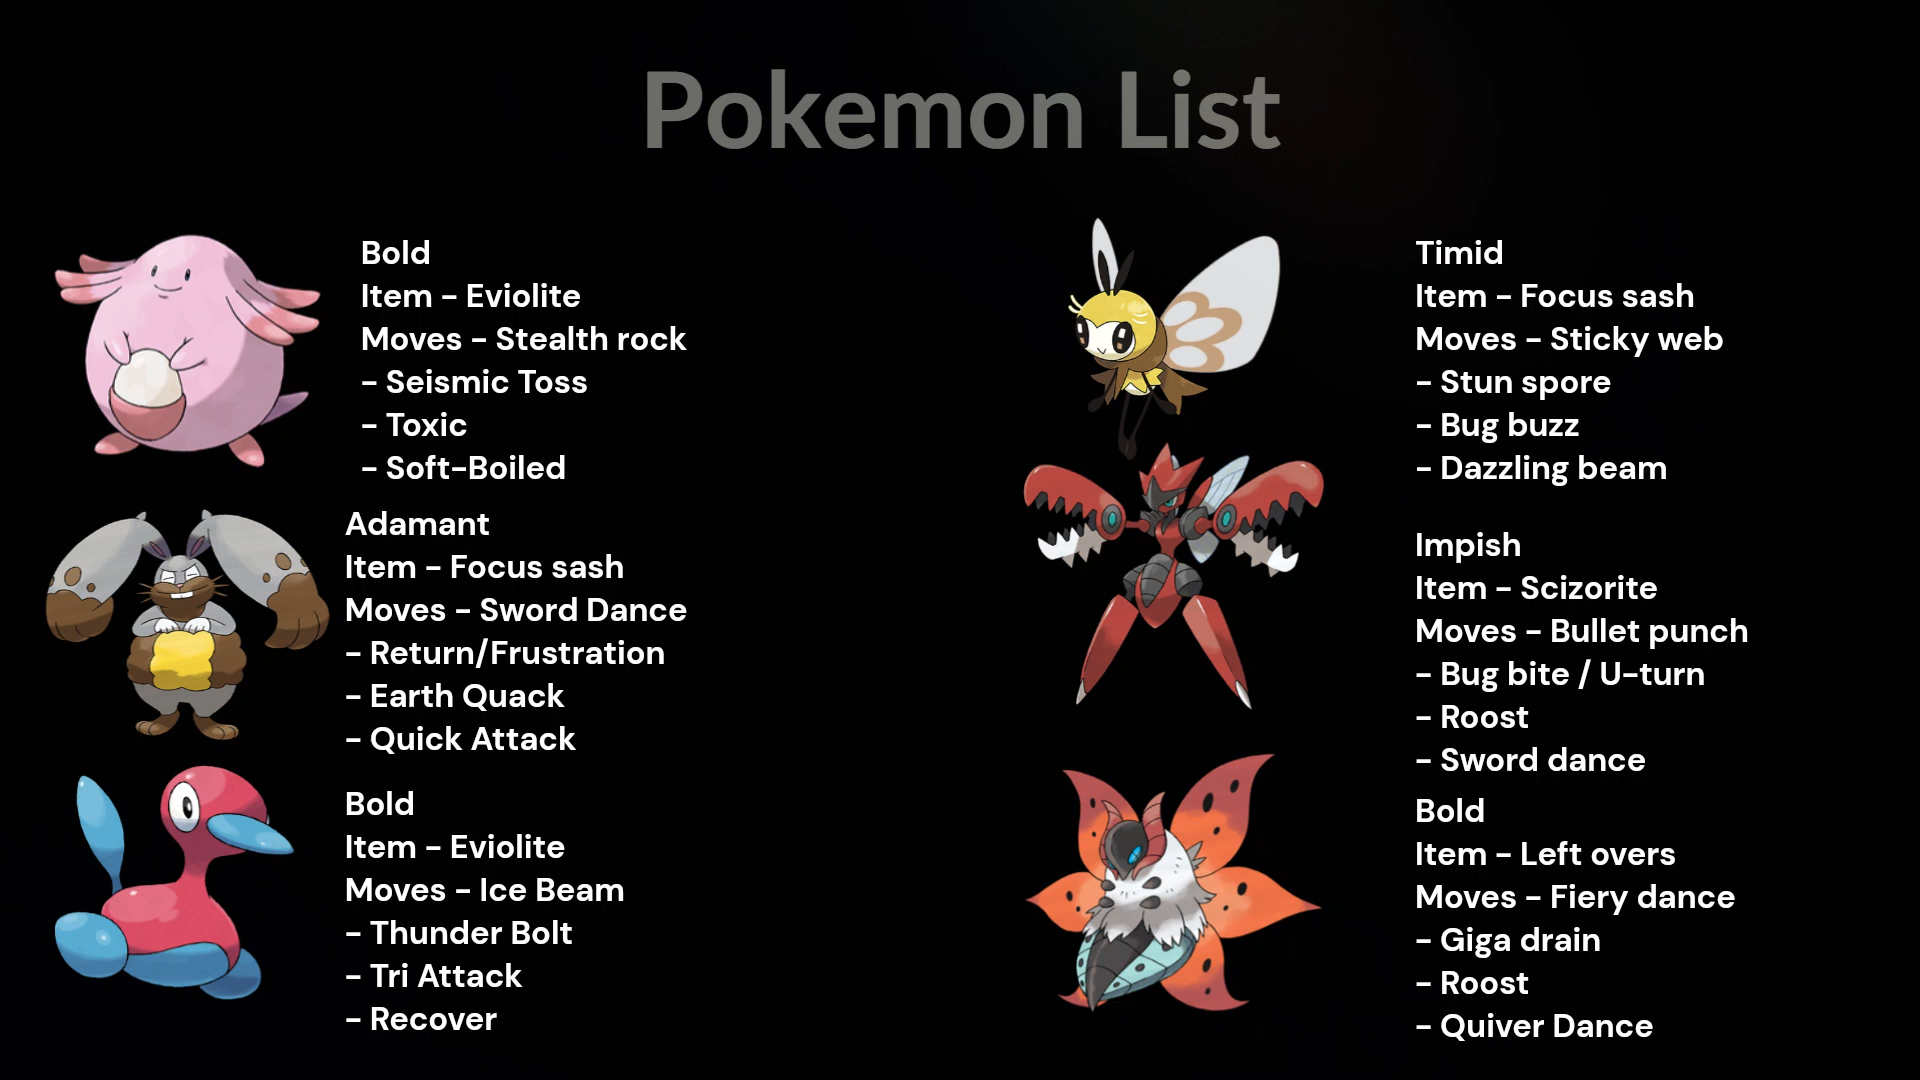 Pokemon List
Bold
Item - Eviolite
Moves - Stealth rock
- Seismic Toss
- Toxic
- Soft-Boiled
Adamant
Item - Focus sash
Moves - Sword Dance
- Return/Frustration
- Earth Quack
- Quick Attack
Bold
Item - Eviolite
Moves - Ice Beam
- Thunder Bolt
- Tri Attack
- Recover
Timid
Item - Focus sash
Moves - Sticky web
- Stun spore
- Bug buzz
- Dazzling beam
Impish
Item - Scizorite
Moves - Bullet punch
- Bug bite / U-turn
- Roost
- Sword dance
Bold
Item - Left overs
Moves - Fiery dance
- Giga drain
- Roost
- Quiver Dance